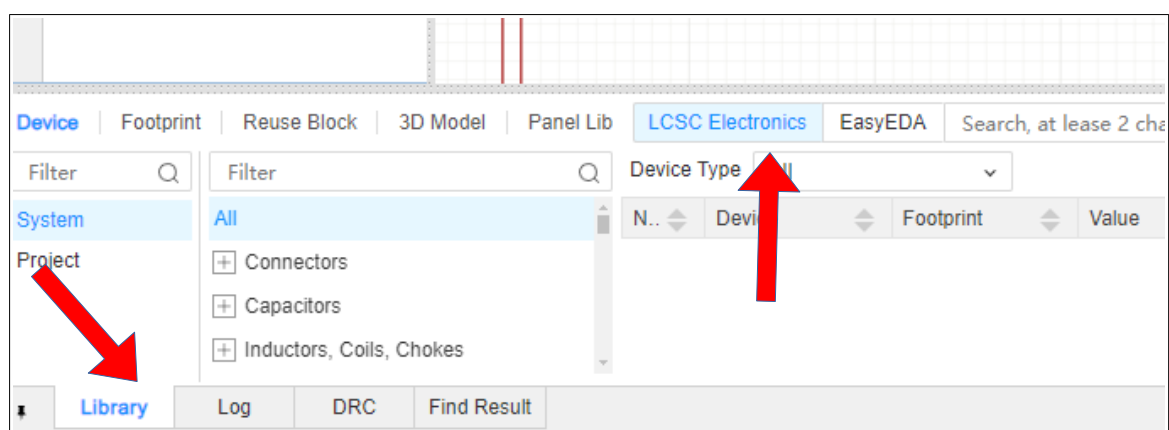 Device Footprint Reuse Block 3D Model Panel Lib LCSC Electronics EasyEDA Search, at lease 2 cha
Filter Filter Device Type
System All N.. Footprint Value
Project Connectors
Capacitors
Inductors, Coils, Chokes
Library Log DRC Find Result